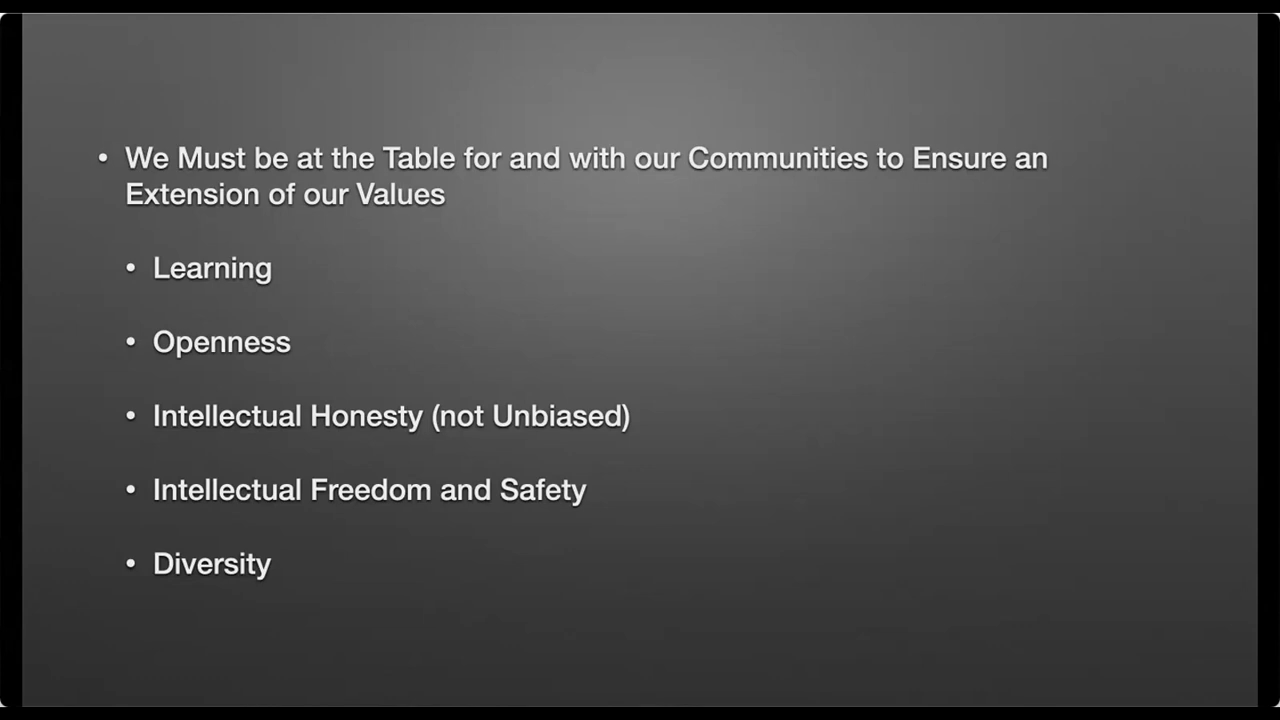 • We Must be at the Table for and with our Communities to Ensure an
Extension of our Values
• Learning
• Openness
• Intellectual Honesty (not Unbiased)
• Intellectual Freedom and Safety
• Diversity